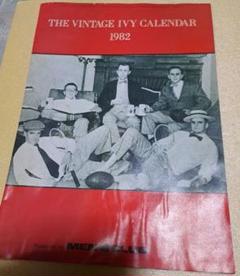 THE VINTAGE IVY CALENDAR
1982
MEN'S CLUB